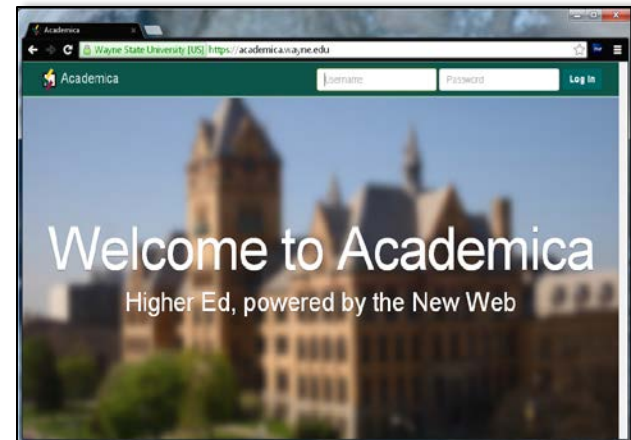 Academica
Wayne State University [US] https://academica.wayne.edu
Academica Username Password Log In
Welcome to Academica
Higher Ed, powered by the New Web